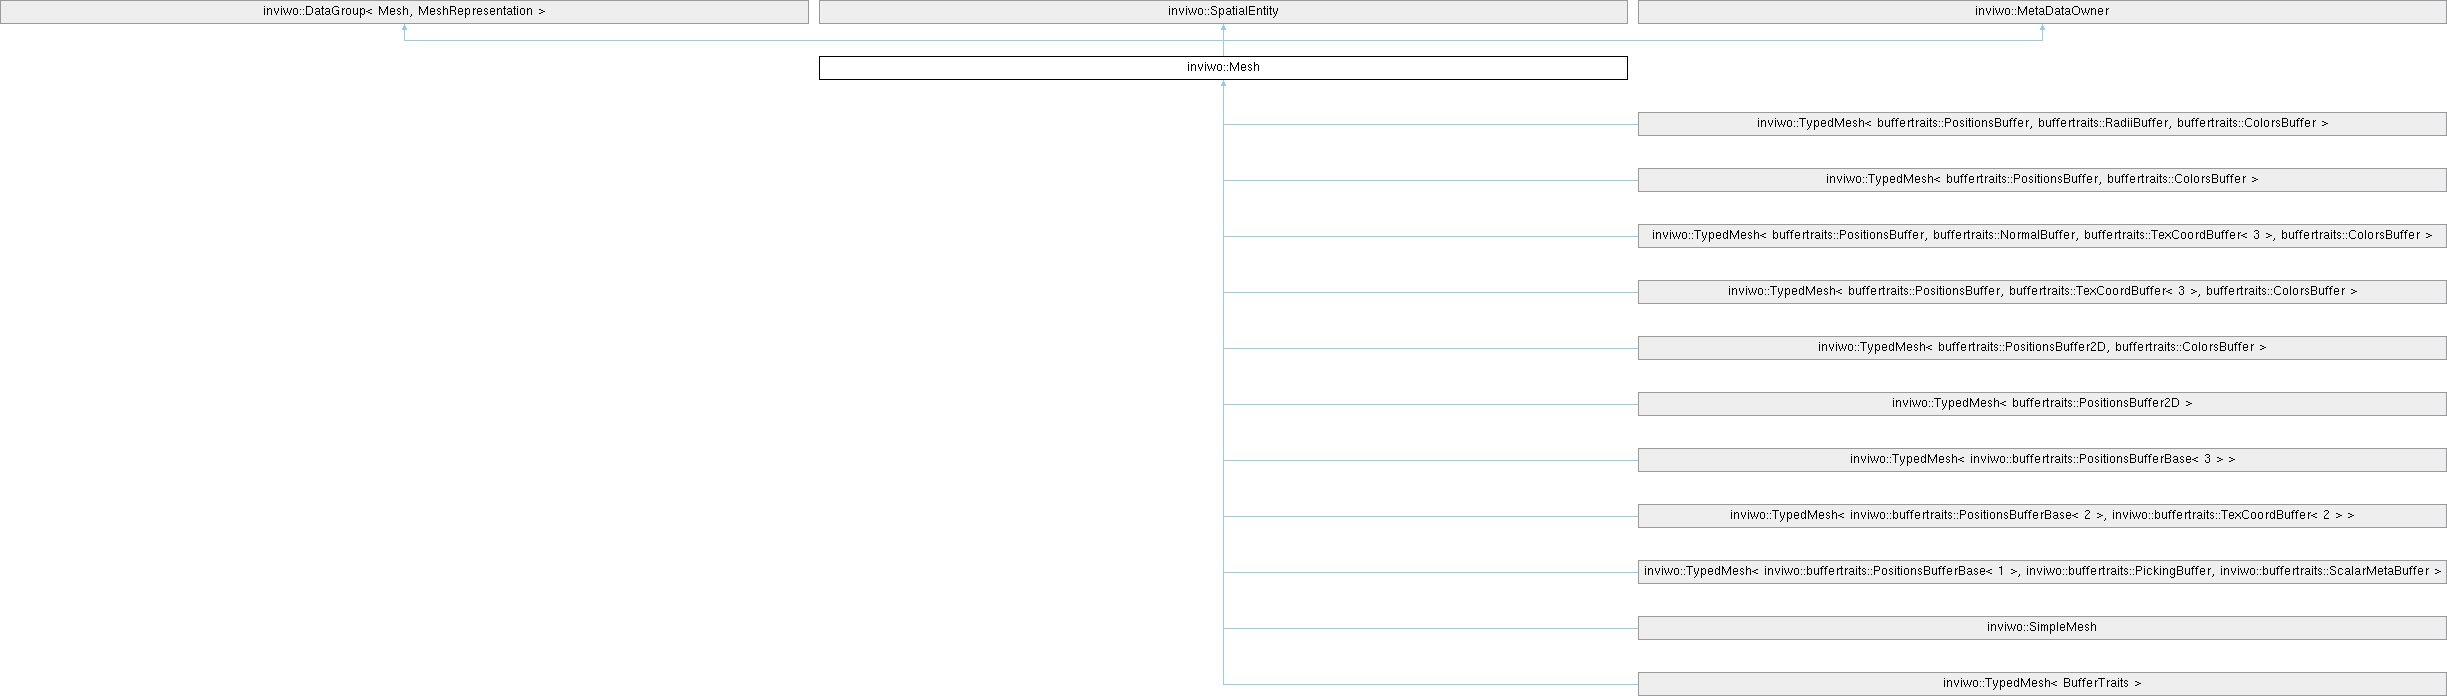 inviwo::DataGroup< Mesh, MeshRepresentation >
inviwo::SpatialEntity
inviwo::MetaDataOwner
inviwo::Mesh
inviwo::TypedMesh< buffertraits::PositionsBuffer, buffertraits::RadiiBuffer, buffertraits::ColorsBuffer >
inviwo::TypedMesh< buffertraits::PositionsBuffer, buffertraits::ColorsBuffer >
inviwo::TypedMesh< buffertraits::PositionsBuffer, buffertraits::NormalBuffer, buffertraits::TexCoordBuffer< 3 >, buffertraits::ColorsBuffer >
inviwo::TypedMesh< buffertraits::PositionsBuffer, buffertraits::TexCoordBuffer< 3 >, buffertraits::ColorsBuffer >
inviwo::TypedMesh< buffertraits::PositionsBuffer2D, buffertraits::ColorsBuffer >
inviwo::TypedMesh< buffertraits::PositionsBuffer2D >
inviwo::TypedMesh< inviwo::buffertraits::PositionsBufferBase< 3 > >
inviwo::TypedMesh< inviwo::buffertraits::PositionsBufferBase< 2 >, inviwo::buffertraits::TexCoordBuffer< 2 > >
inviwo::TypedMesh< inviwo::buffertraits::PositionsBufferBase< 1 >, inviwo::buffertraits::PickingBuffer, inviwo::buffertraits::ScalarMetaBuffer >
inviwo::SimpleMesh
inviwo::TypedMesh< BufferTraits >